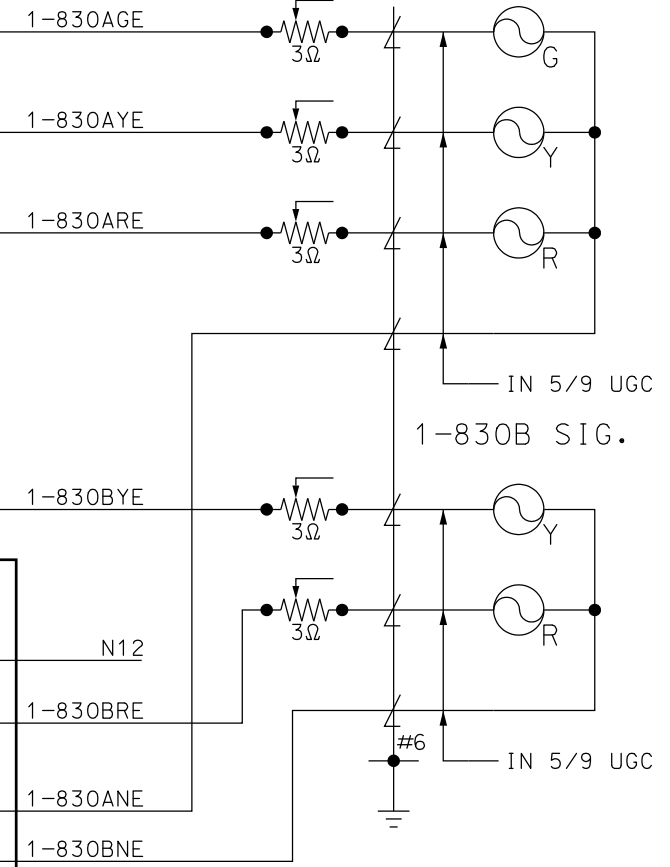 1-830AGE
3Ω
G
1-830AYE
3Ω
Y
1-830ARE
3Ω
R
IN 5/9 UGC
1-830B SIG.
1-830BYE
3Ω
Y
3Ω
R
N12
1-830BRE
#6
IN 5/9 UGC
1-830ANE
1-830BNE